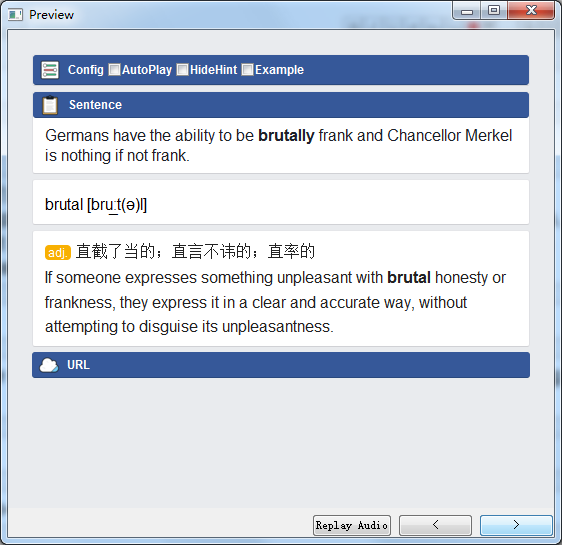 Preview
Config AutoPlay HideHint Example
Sentence
Germans have the ability to be brutally frank and Chancellor Merkel
is nothing if not frank.
brutal [bruːt(ə)l]
adj. 直截了当的；直言不讳的；直率的
If someone expresses something unpleasant with brutal honesty or
frankness, they express it in a clear and accurate way, without
attempting to disguise its unpleasantness.
URL
Replay Audio < >